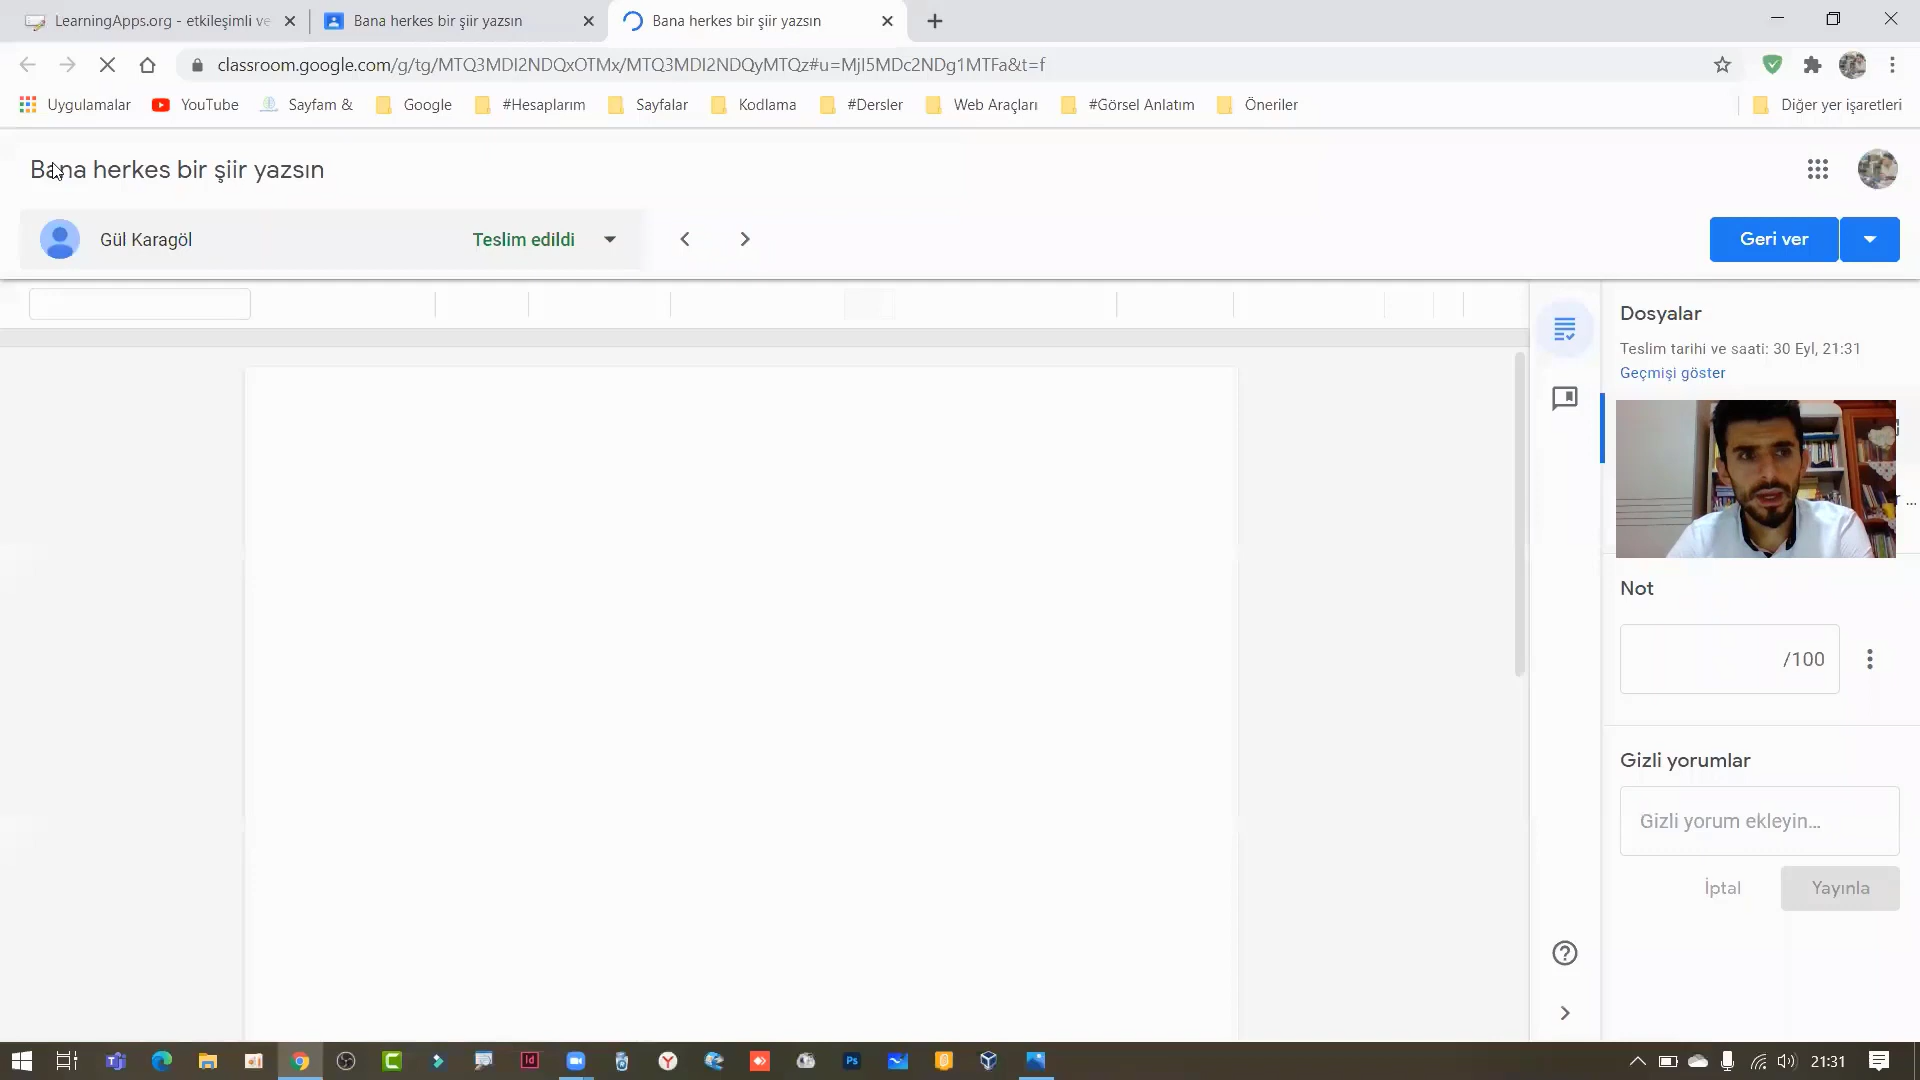 LearningApps.org - etkileşimli ve
Bana herkes bir şiir yazsın
Bana herkes bir şiir yazsın
classroom.google.com/g/tg/MTQ3MDI2NDQxOTMx/MTQ3MDI2NDQyMTQz#u=MjI5MDc2NDg1MTFa&t=f
Uygulamalar YouTube Sayfam & Google #Hesaplarım Sayfalar Kodlama #Dersler Web Araçları #Görsel Anlatım Öneriler Diğer yer işaretleri
Bana herkes bir şiir yazsın
Gül Karagöl Teslim edildi
Geri ver
Dosyalar
Teslim tarihi ve saati: 30 Eyl, 21:31
Geçmişi göster
Not
/100
Gizli yorumlar
Gizli yorum ekleyin...
İptal Yayınla
21:31